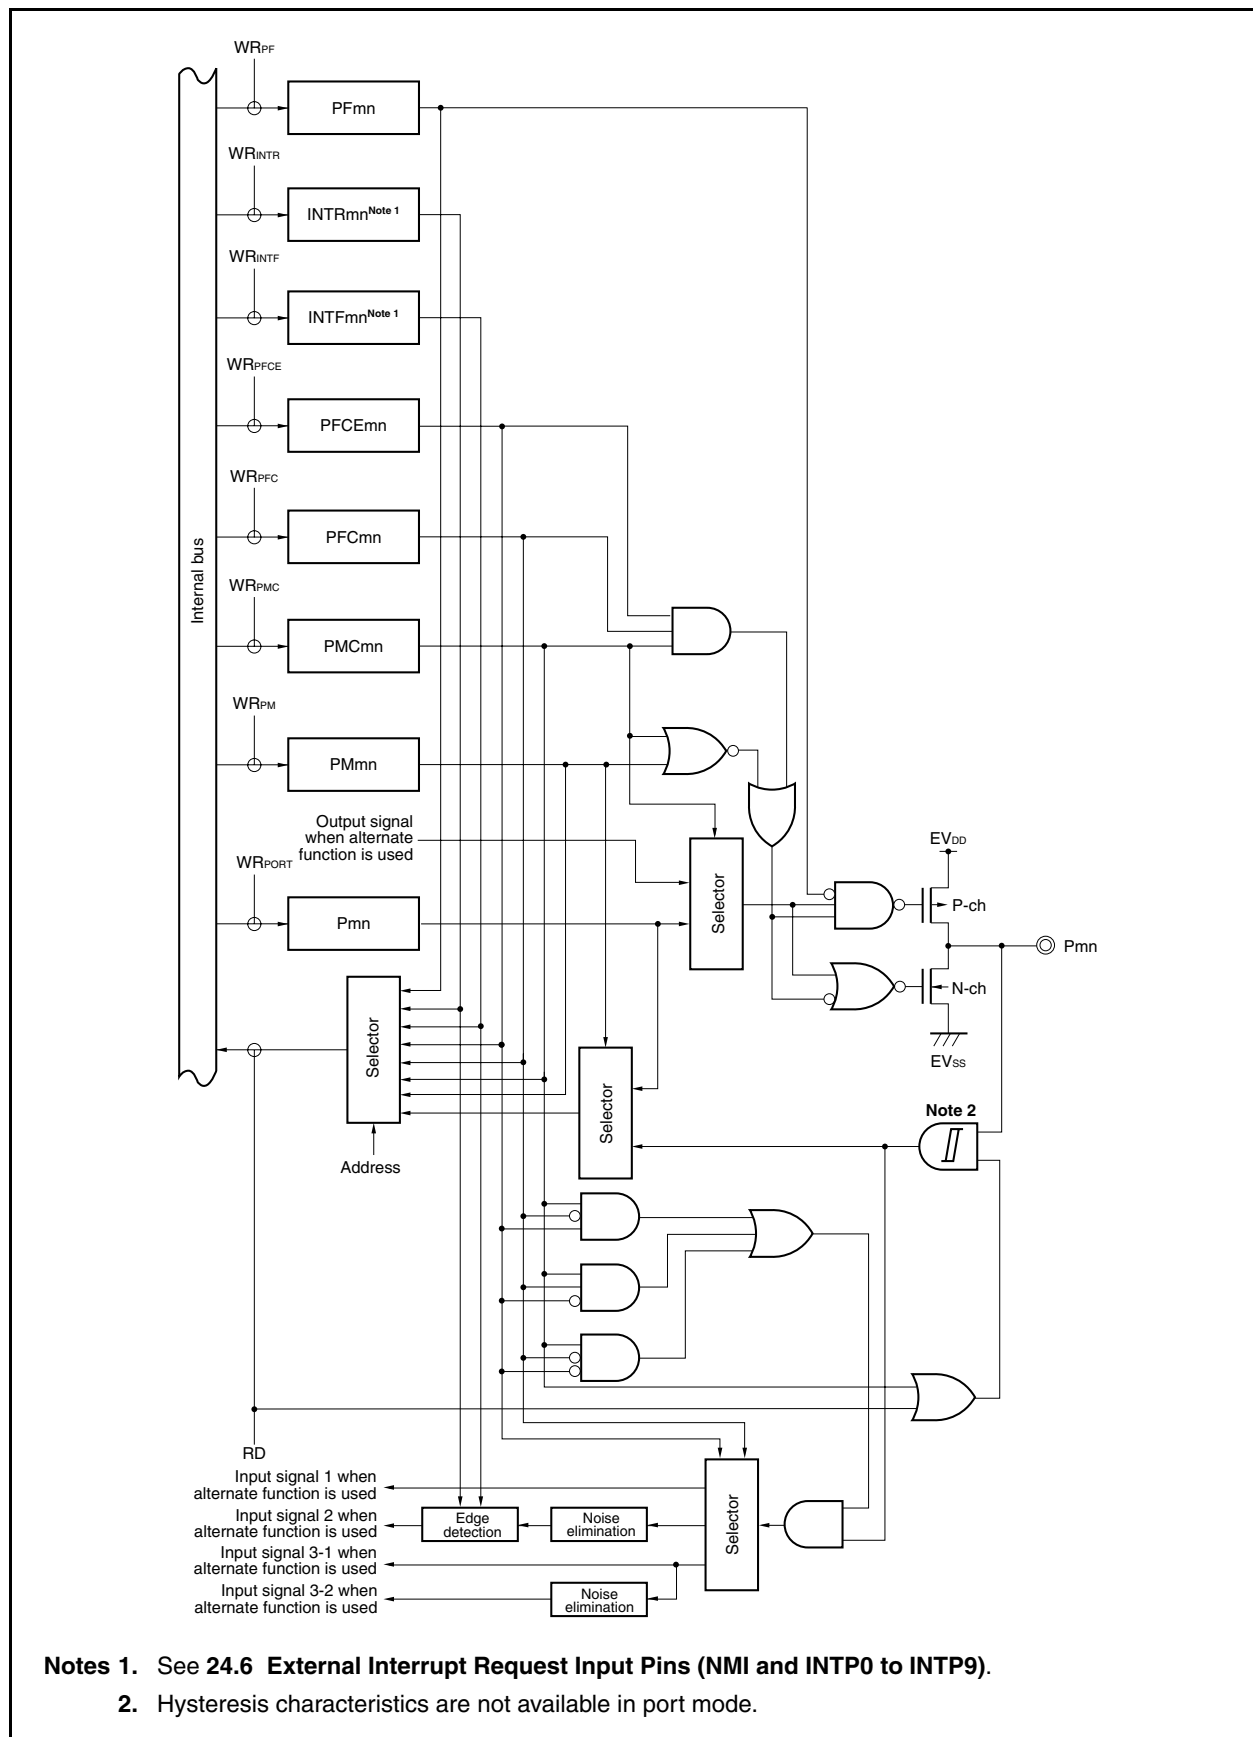 WRPF
PFmn
WRINTR
INTRmnNote 1
WRINTF
INTFmnNote 1
WRPFCE
PFCEmn
WRPFC
PFCmn
Internal bus
WRPMC
PMCmn
WRPM
PMmn
Output signal
when alternate
function is used
WRPORT
Pmn
Selector
EVDD
P-ch
Pmn
N-ch
EVSS
Selector
Selector
Note 2
Address
RD
Input signal 1 when
alternate function is used
Input signal 2 when
alternate function is used
Edge
detection
Noise
elimination
Selector
Input signal 3-1 when
alternate function is used
Input signal 3-2 when
alternate function is used
Noise
elimination
Notes 1. See 24.6 External Interrupt Request Input Pins (NMI and INTP0 to INTP9).
2. Hysteresis characteristics are not available in port mode.